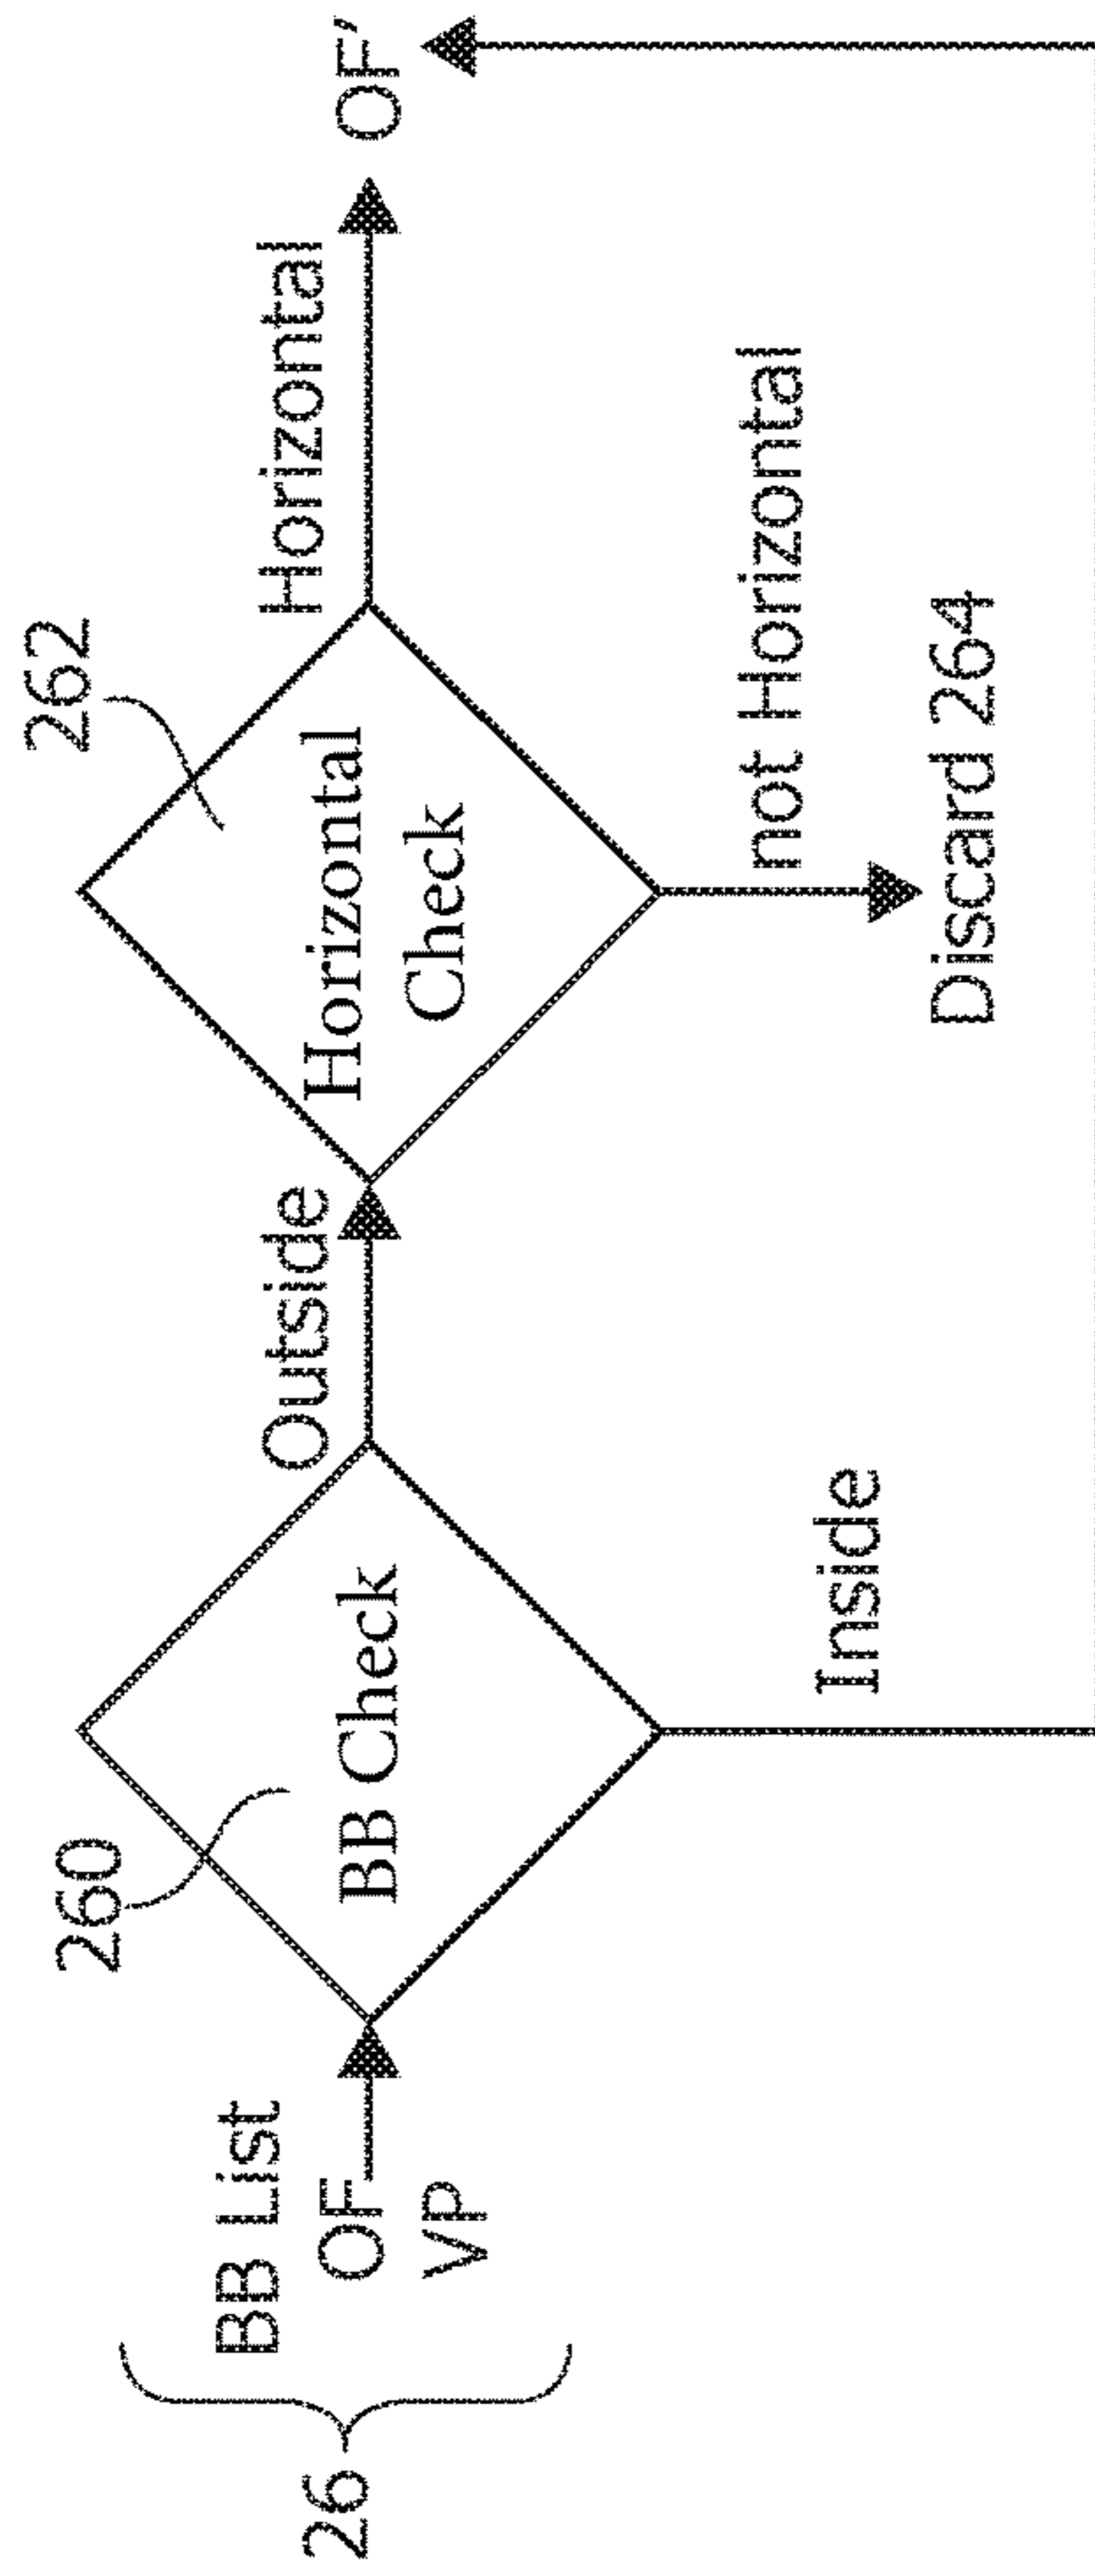 26
BB List
OF
VP
260
BB Check
Outside
Inside
262
Horizontal
Check
Horizontal
not Horizontal
Discard 264
OF'